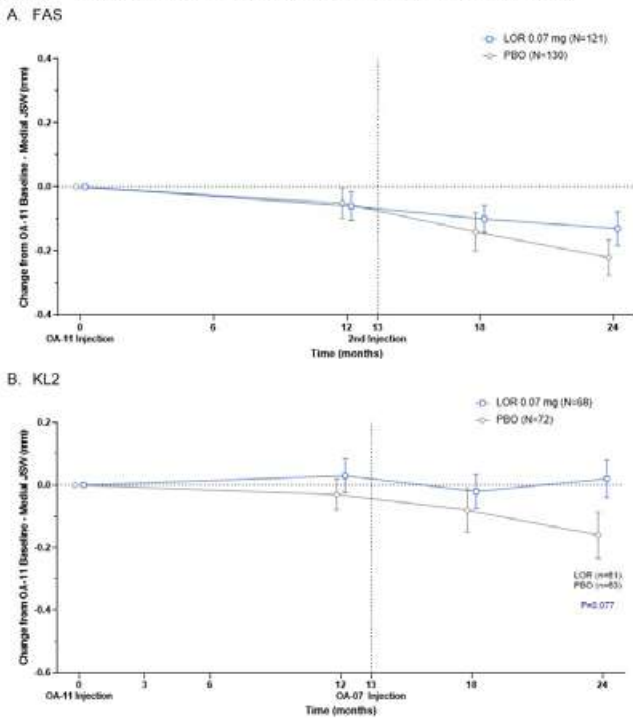 A. FAS
LOR 0.07 mg (N=121)
PBO (N=130)
Change from OA-11 Baseline - Medial JSW (mm)
0.4
0.2
0.0
-0.2
-0.4
0 6 12 13 18 24
OA-11 Injection 2nd Injection
Time (months)
B. KL2
LOR 0.07 mg (N=68)
PBO (N=72)
Change from OA-11 Baseline - Medial JSW (mm)
0.2
0.0
-0.2
-0.4
-0.6
LOR (n=61)
PBO (n=63)
P=0.077
0 3 6 12 13 18 24
OA-11 Injection OA-07 Injection
Time (months)